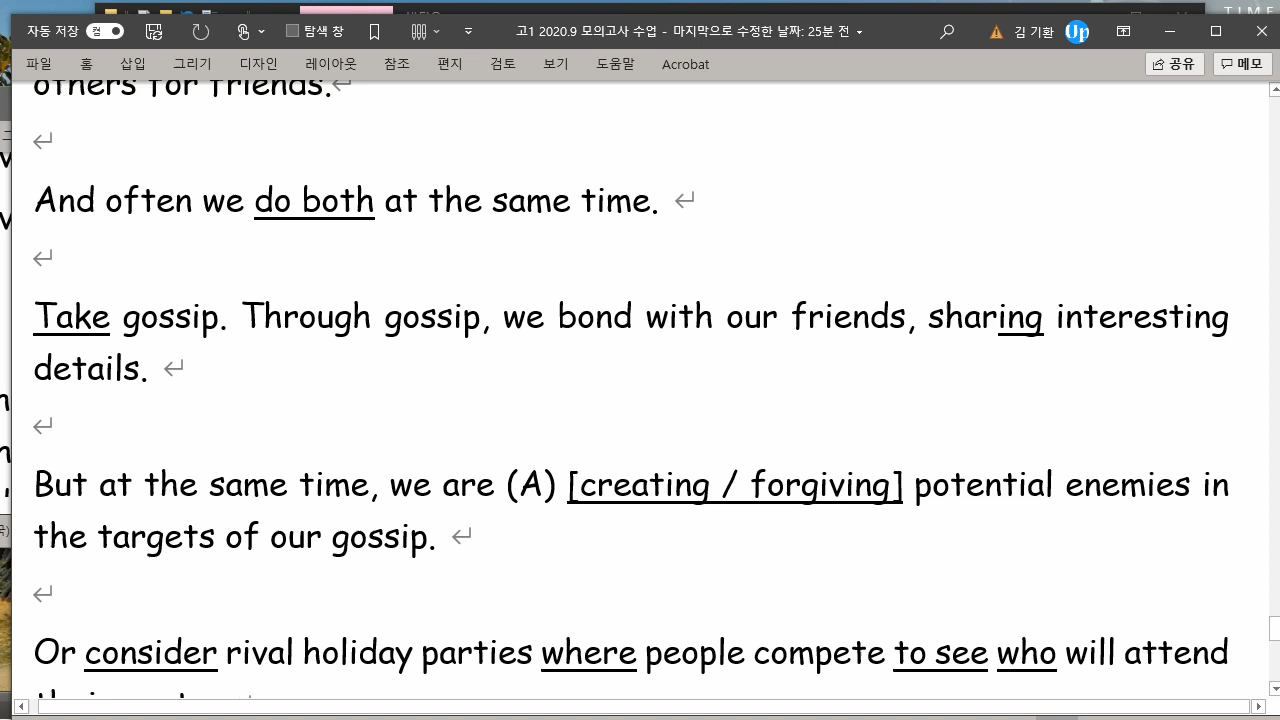 TIME
자동 저장 컴 탐색 창 고1 2020.9 모의고사 수업 - 마지막으로 수정한 날짜: 25분 전 김 기환 Up
파일 홈 삽입 그리기 디자인 레이아웃 참조 편지 검토 보기 도움말 Acrobat 공유 메모
others for friends.
And often we do both at the same time.
Take gossip. Through gossip, we bond with our friends, sharing interesting
details.
But at the same time, we are (A) [creating / forgiving] potential enemies in
the targets of our gossip.
Or consider rival holiday parties where people compete to see who will attend